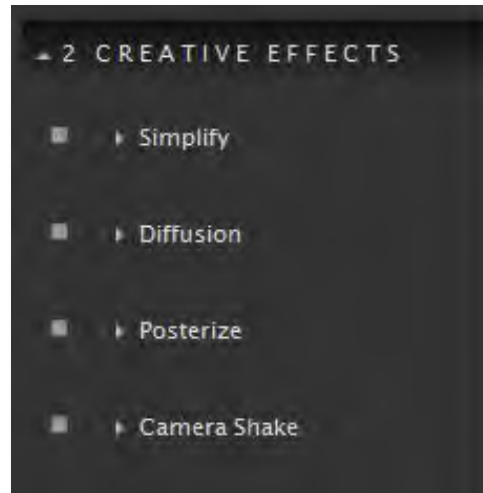 2 CREATIVE EFFECTS
Simplify
Diffusion
Posterize
Camera Shake